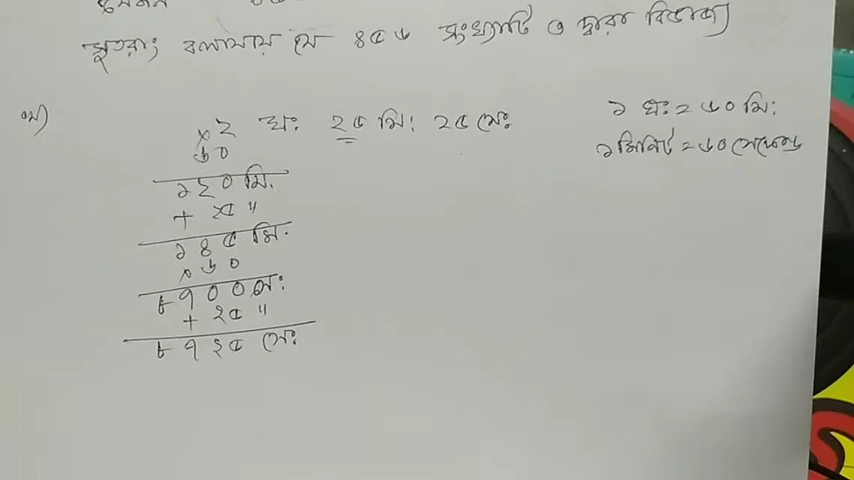 সুতরাং বলাযায় যে ৪৫৬ সংখ্যাটি ৩ দ্বারা বিভাজ্য
২ ঘঃ ২৫ মিঃ ২৫ সেঃ
১ ঘঃ = ৬০ মিঃ
× ৬০
১ মিনিট = ৬০ সেকেন্ড
১২০ মি.
+ ২৫ "
১৪৫ মি.
× ৬০
৮৭০০ সেঃ
+ ২৫ "
৮৭২৫ সেঃ